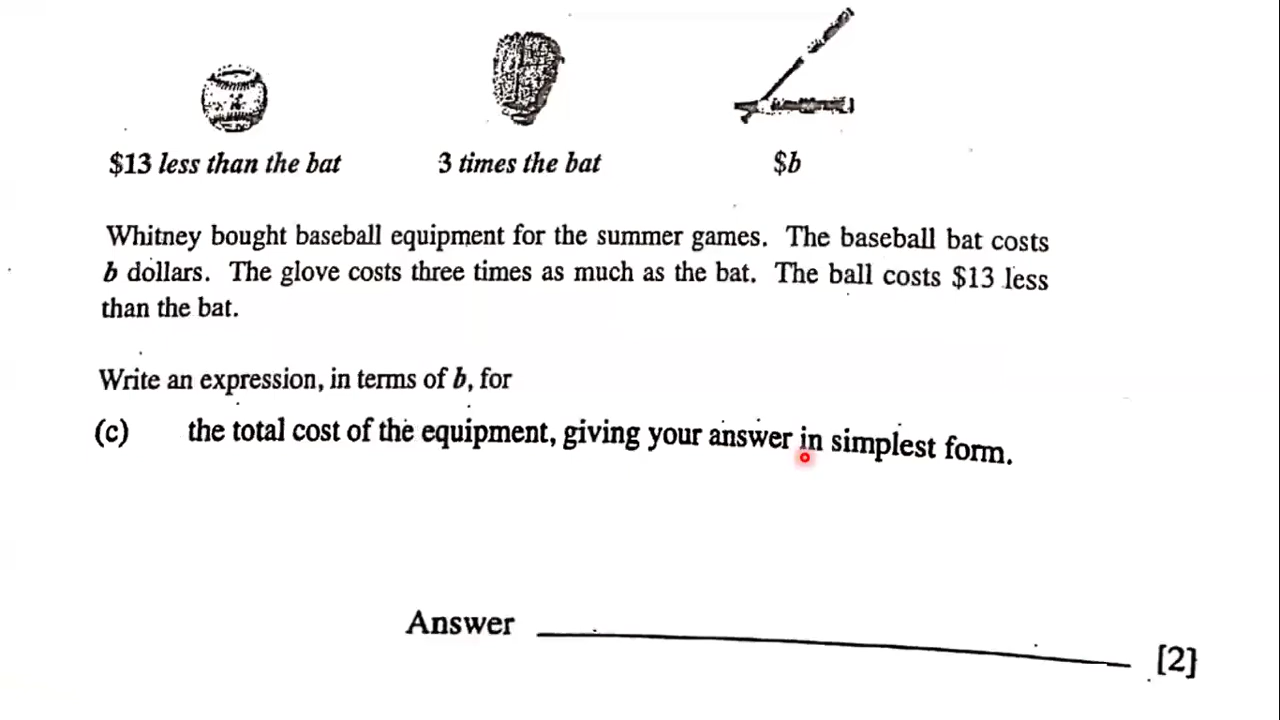 $13 less than the bat 3 times the bat $b
Whitney bought baseball equipment for the summer games. The baseball bat costs
b dollars. The glove costs three times as much as the bat. The ball costs $13 less
than the bat.
Write an expression, in terms of b, for
(c) the total cost of the equipment, giving your answer in simplest form.
Answer
[2]